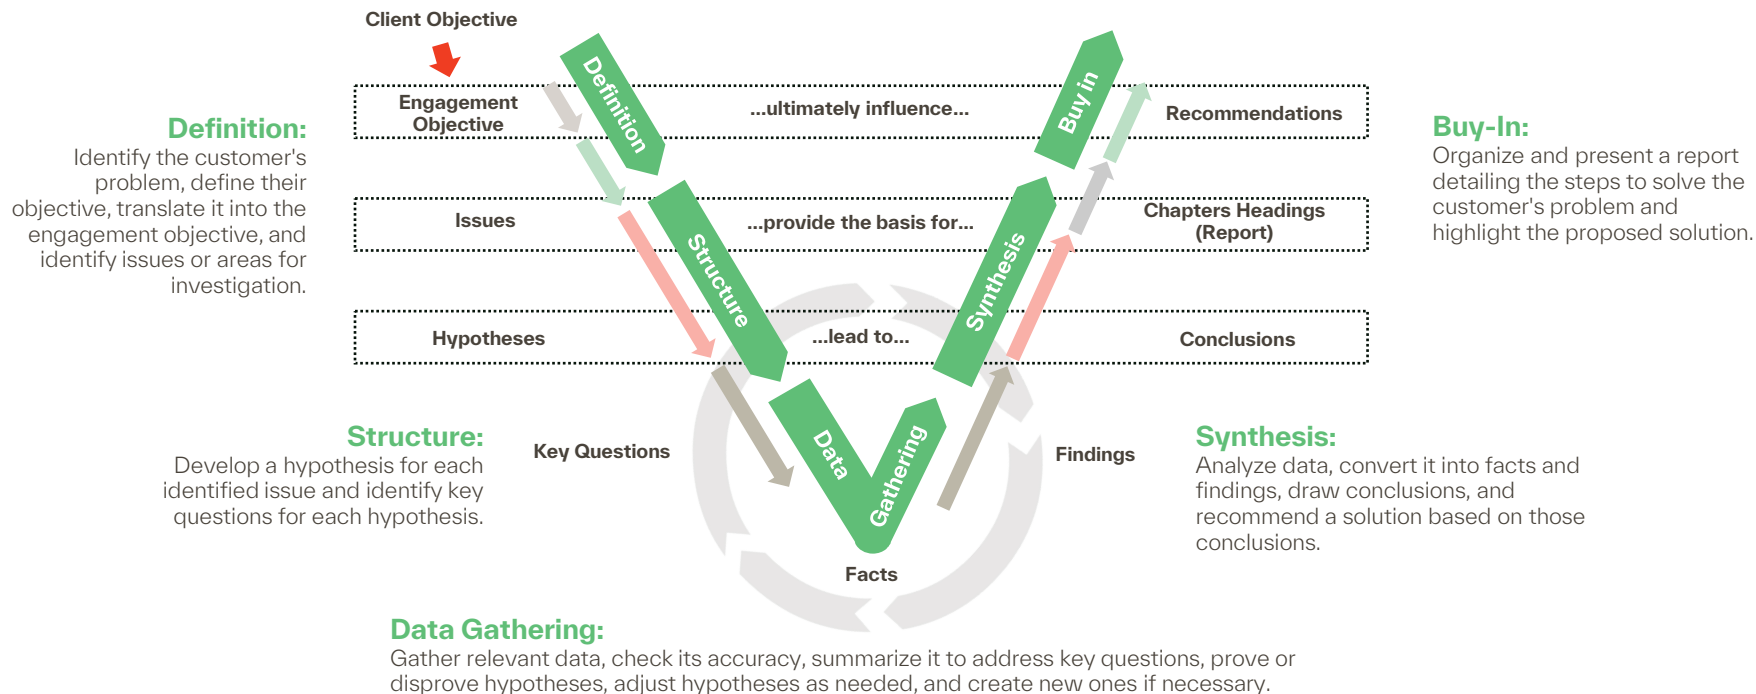 Client Objective
Definition
Buy in
Engagement
Objective
...ultimately influence...
Recommendations
Definition:
Identify the customer's
problem, define their
objective, translate it into the
engagement objective, and
identify issues or areas for
investigation.
Buy-In:
Organize and present a report
detailing the steps to solve the
customer's problem and
highlight the proposed solution.
Issues
...provide the basis for...
Chapters Headings
(Report)
Structure
Synthesis
Hypotheses
...lead to...
Conclusions
Structure:
Develop a hypothesis for each
identified issue and identify key
questions for each hypothesis.
Key Questions
Data
Gathering
Findings
Synthesis:
Analyze data, convert it into facts and
findings, draw conclusions, and
recommend a solution based on those
conclusions.
Facts
Data Gathering:
Gather relevant data, check its accuracy, summarize it to address key questions, prove or
disprove hypotheses, adjust hypotheses as needed, and create new ones if necessary.